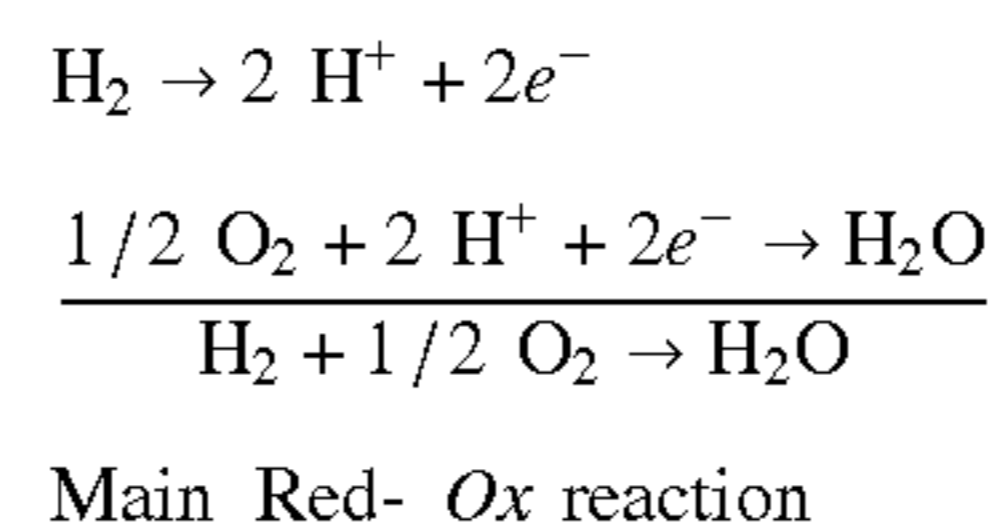 H₂ → 2 H⁺ + 2e⁻
1/2 O₂ + 2 H⁺ + 2e⁻ → H₂O
H₂ + 1/2 O₂ → H₂O
Main Red- Ox reaction